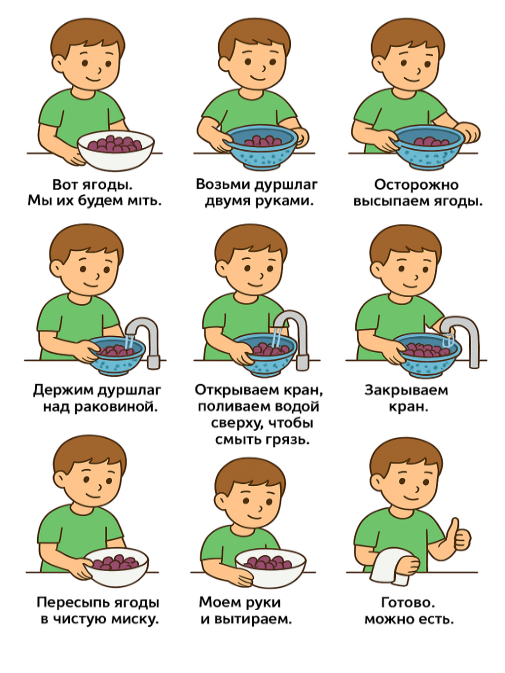 Вот ягоды.
Мы их будем мıть.
Возьми дуршлаг
двумя руками.
Осторожно
высыпаем ягоды.
Держим дуршлаг
над раковиной.
Открываем кран,
поливаем водой
сверху, чтобы
смыть грязь.
Закрываем
кран.
Пересыпь ягоды
в чистую миску.
Моем руки
и вытираем.
Готово.
можно есть.